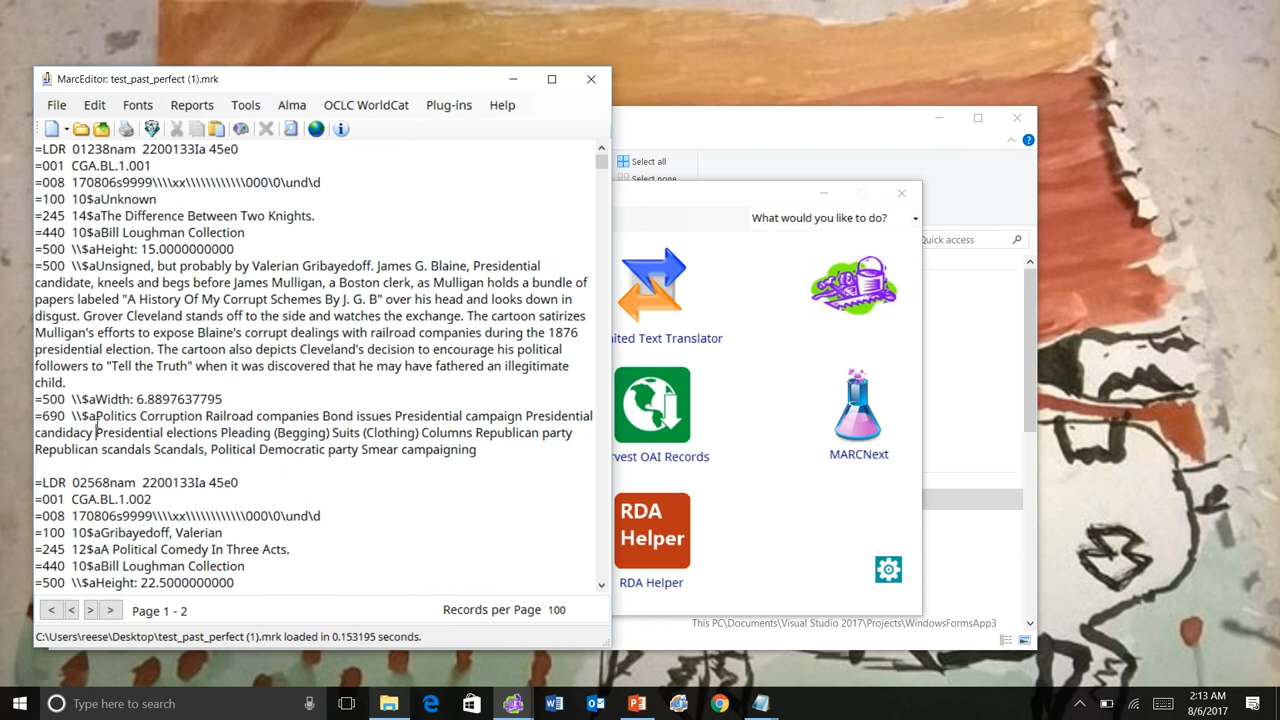 MarcEditor: test_past_perfect (1).mrk
File Edit Fonts Reports Tools Alma OCLC WorldCat Plug-ins Help
=LDR  01238nam  2200133Ia 45e0
=001  CGA.BL.1.001
=008  170806s9999\\\\xx\\\\\\\\\\\\000\0\und\d
=100  10$aUnknown
=245  14$aThe Difference Between Two Knights.
=440  10$aBill Loughman Collection
=500  \\$aHeight: 15.0000000000
=500  \\$aUnsigned, but probably by Valerian Gribayedoff. James G. Blaine, Presidential
candidate, kneels and begs before James Mulligan, a Boston clerk, as Mulligan holds a bundle of
papers labeled "A History Of My Corrupt Schemes By J. G. B" over his head and looks down in
disgust. Grover Cleveland stands off to the side and watches the exchange. The cartoon satirizes
Mulligan's efforts to expose Blaine's corrupt dealings with railroad companies during the 1876
presidential election. The cartoon also depicts Cleveland's decision to encourage his political
followers to "Tell the Truth" when it was discovered that he may have fathered an illegitimate
child.
=500  \\$aWidth: 6.8897637795
=690  \\$aPolitics Corruption Railroad companies Bond issues Presidential campaign Presidential
candidacy Presidential elections Pleading (Begging) Suits (Clothing) Columns Republican party
Republican scandals Scandals, Political Democratic party Smear campaigning
=LDR  02568nam  2200133Ia 45e0
=001  CGA.BL.1.002
=008  170806s9999\\\\xx\\\\\\\\\\\\000\0\und\d
=100  10$aGribayedoff, Valerian
=245  12$aA Political Comedy In Three Acts.
=440  10$aBill Loughman Collection
=500  \\$aHeight: 22.5000000000
< < > > Page 1 - 2 Records per Page 100
C:\Users\reese\Desktop\test_past_perfect (1).mrk loaded in 0.153195 seconds.
Select all
Select none
What would you like to do?
Quick access
ited Text Translator
vest OAI Records
MARCNext
RDA
Helper
RDA Helper
This PC\Documents\Visual Studio 2017\Projects\WindowsFormsApp3
Type here to search
2:13 AM
8/6/2017